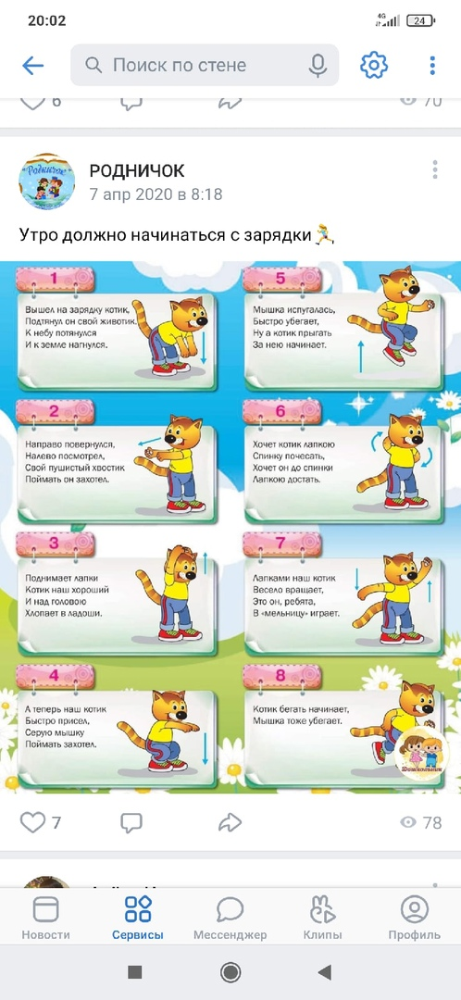 20:02
4G
24
Поиск по стене
6
70
"Родничок"
РОДНИЧОК
7 апр 2020 в 8:18
Утро должно начинаться с зарядки
1
Вышел на зарядку котик,
Подтянул он свой животик.
К небу потянулся
И к земле нагнулся.
2
Направо повернулся,
Налево посмотрел,
Свой пушистый хвостик
Поймать он захотел.
3
Поднимает лапки
Котик наш хороший
И над головою
Хлопает в ладоши.
4
А теперь наш котик
Быстро присел,
Серую мышку
Поймать захотел.
5
Мышка испугалась,
Быстро убегает,
Ну а котик прыгать
За нею начинает.
6
Хочет котик лапкою
Спинку почесать,
Хочет он до спинки
Лапкою достать.
7
Лапками наш котик
Весело вращает,
Это он, ребята,
В «мельницу» играет.
8
Котик бегать начинает,
Мышка тоже убегает.
Дошкольник
7
78
Новости
Сервисы
Мессенджер
Клипы
Профиль